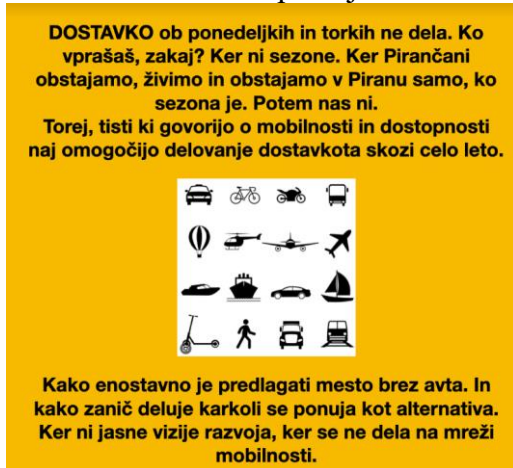 DOSTAVKO ob ponedeljkih in torkih ne dela. Ko
vprašaš, zakaj? Ker ni sezone. Ker Pirančani
obstajamo, živimo in obstajamo v Piranu samo, ko
sezona je. Potem nas ni.
Torej, tisti ki govorijo o mobilnosti in dostopnosti
naj omogočijo delovanje dostavkota skozi celo leto.
Kako enostavno je predlagati mesto brez avta. In
kako zanič deluje karkoli se ponuja kot alternativa.
Ker ni jasne vizije razvoja, ker se ne dela na mreži
mobilnosti.